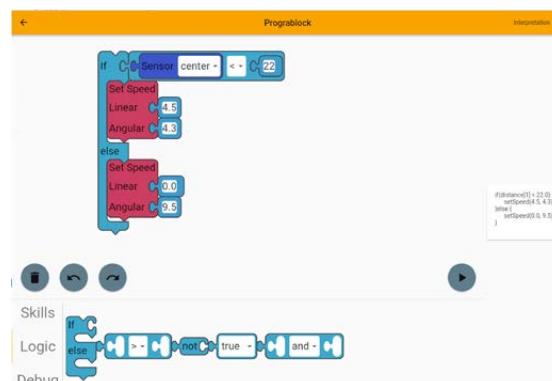 Prograblock
Interpretation
If Sensor center < 22
Set Speed
Linear 4.5
Angular 4.3
else
Set Speed
Linear 0.0
Angular 9.5
if(distance[1] < 22.0)
setSpeed(4.5, 4.3)
}else {
setSpeed(0.0, 9.5)
}
Skills
Logic
Debug
If
else > not true and